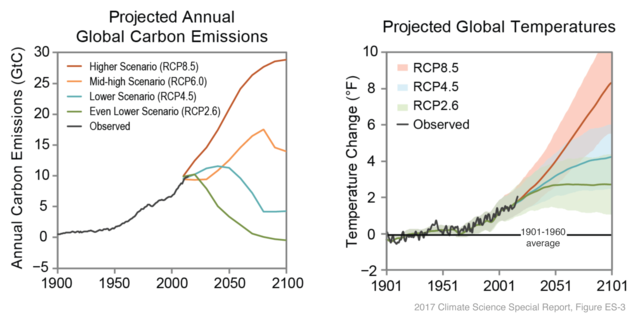 Projected Annual
Global Carbon Emissions
Annual Carbon Emissions (GtC)
30
25
20
15
10
5
0
−5
Higher Scenario (RCP8.5)
Mid-high Scenario (RCP6.0)
Lower Scenario (RCP4.5)
Even Lower Scenario (RCP2.6)
Observed
1900 1950 2000 2050 2100
Projected Global Temperatures
Temperature Change (°F)
10
8
6
4
2
0
−2
RCP8.5
RCP4.5
RCP2.6
Observed
1901-1960
average
1901 1951 2001 2051 2101
2017 Climate Science Special Report, Figure ES-3